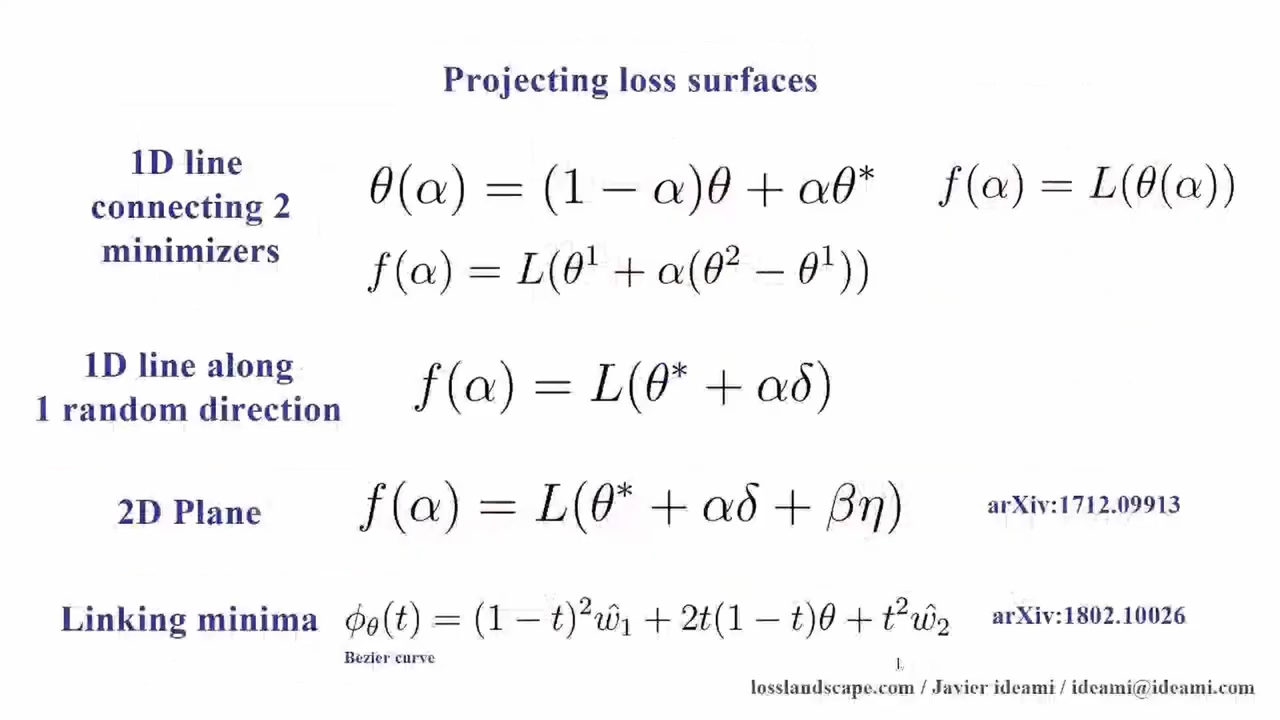 Projecting loss surfaces
1D line
connecting 2
minimizers
θ(α) = (1 − α)θ + αθ*
f(α) = L(θ(α))
f(α) = L(θ¹ + α(θ² − θ¹))
1D line along
1 random direction
f(α) = L(θ* + αδ)
2D Plane
f(α) = L(θ* + αδ + βη)
arXiv:1712.09913
Linking minima
ϕ_θ(t) = (1 − t)²ŵ₁ + 2t(1 − t)θ + t²ŵ₂
arXiv:1802.10026
Bezier curve
losslandscape.com / Javier ideami / ideami@ideami.com